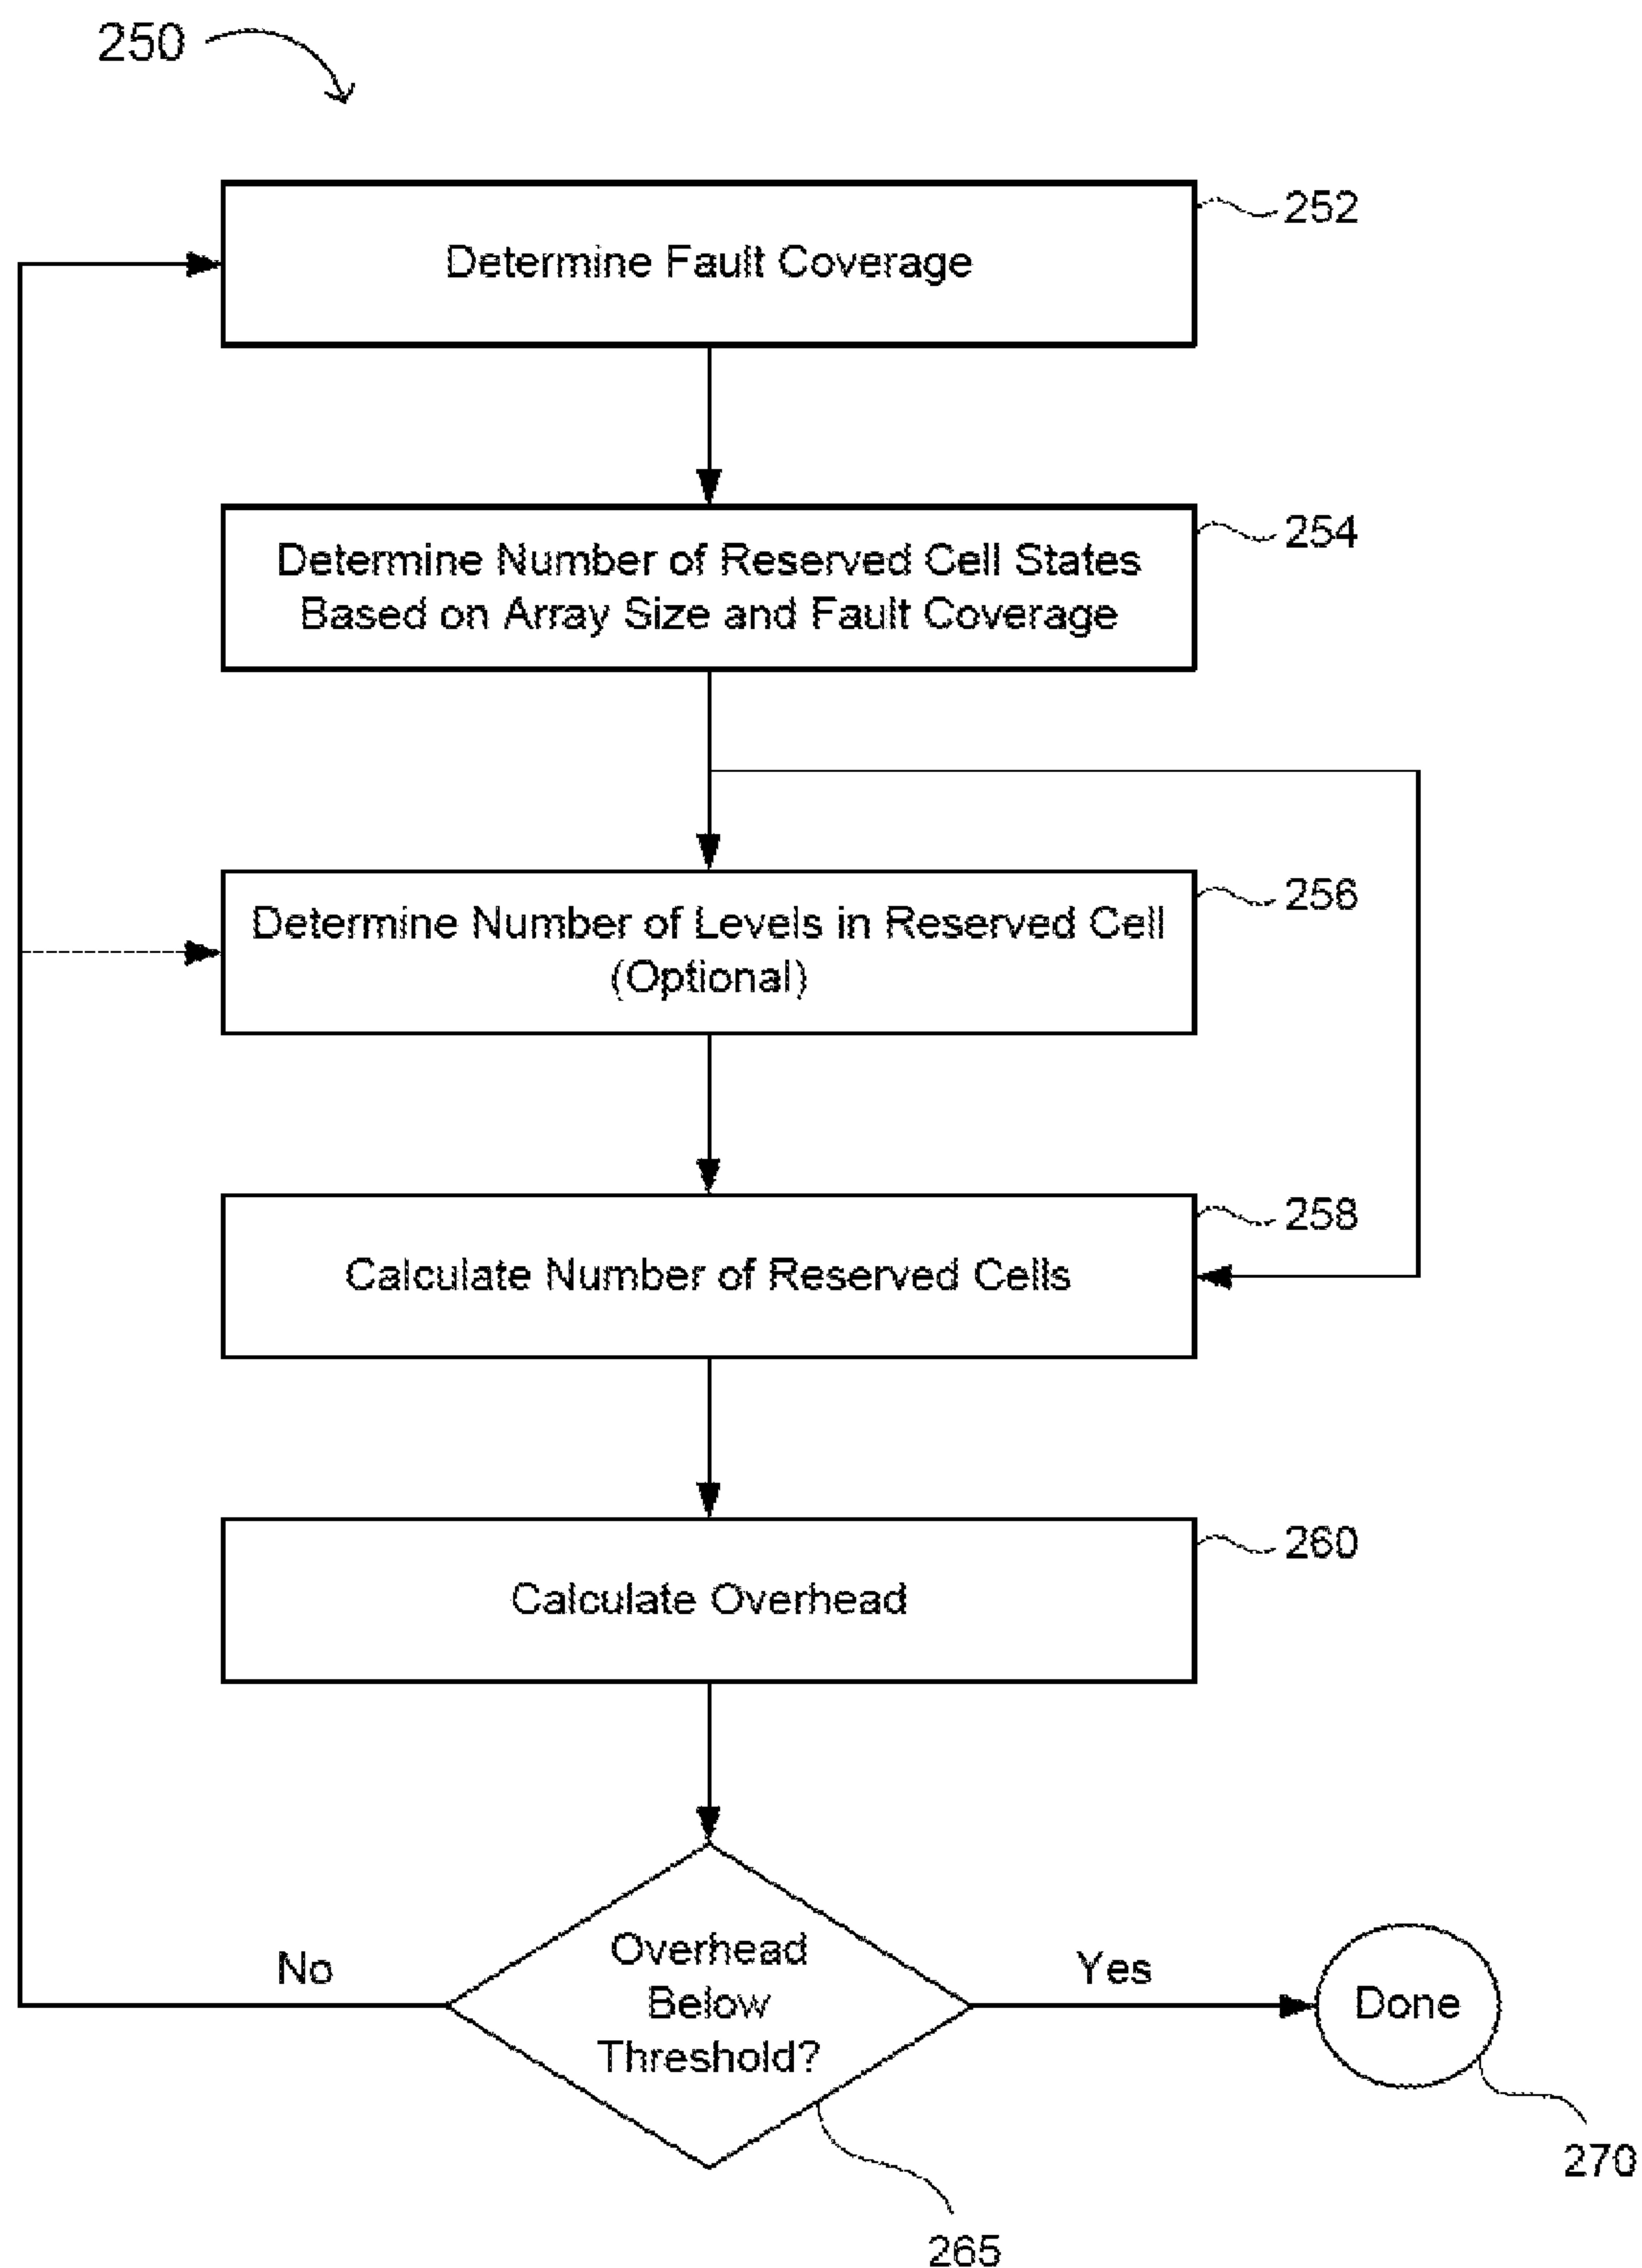 250
252
Determine Fault Coverage
254
Determine Number of Reserved Cell States
Based on Array Size and Fault Coverage
256
Determine Number of Levels in Reserved Cell
(Optional)
258
Calculate Number of Reserved Cells
260
Calculate Overhead
Overhead
Below
Threshold?
No
Yes
Done
270
265